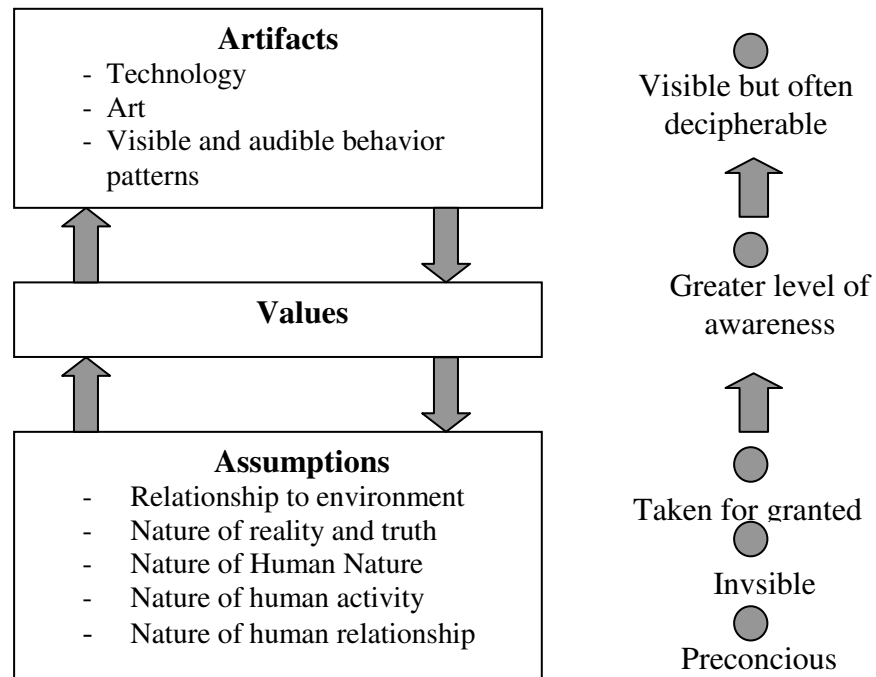 Artifacts
- Technology
- Art
- Visible and audible behavior
patterns
Values
Assumptions
- Relationship to environment
- Nature of reality and truth
- Nature of Human Nature
- Nature of human activity
- Nature of human relationship
Visible but often
decipherable
Greater level of
awareness
Taken for granted
Invsible
Preconcious